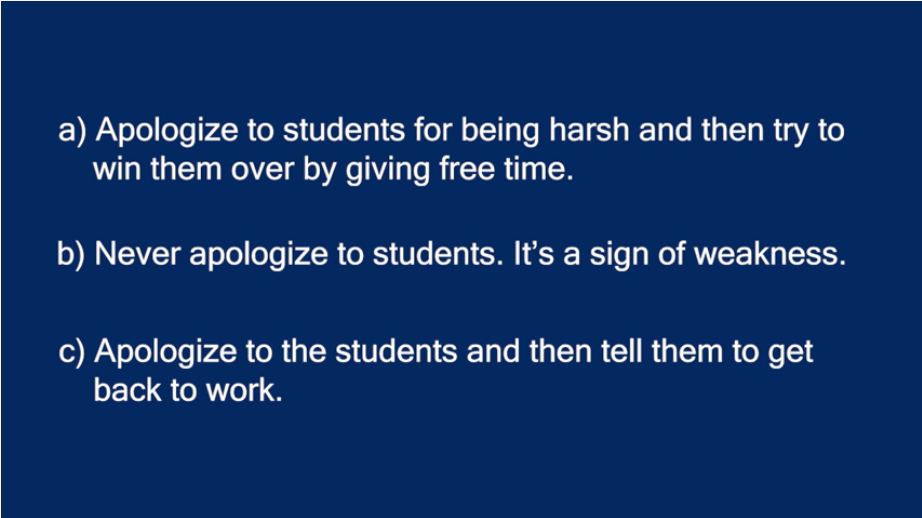 a) Apologize to students for being harsh and then try to
win them over by giving free time.
b) Never apologize to students. It’s a sign of weakness.
c) Apologize to the students and then tell them to get
back to work.